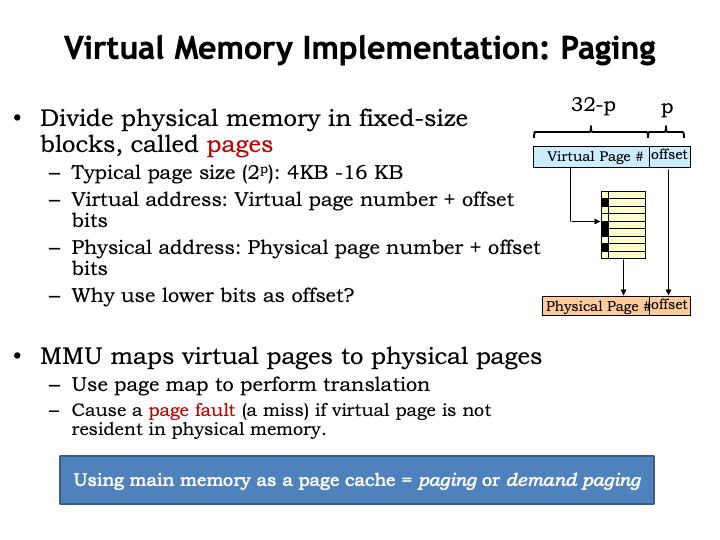 Virtual Memory Implementation: Paging
• Divide physical memory in fixed-size
blocks, called pages
– Typical page size (2ᵖ): 4KB -16 KB
– Virtual address: Virtual page number + offset
bits
– Physical address: Physical page number + offset
bits
– Why use lower bits as offset?
32-p p
Virtual Page # offset
Physical Page # offset
• MMU maps virtual pages to physical pages
– Use page map to perform translation
– Cause a page fault (a miss) if virtual page is not
resident in physical memory.
Using main memory as a page cache = paging or demand paging